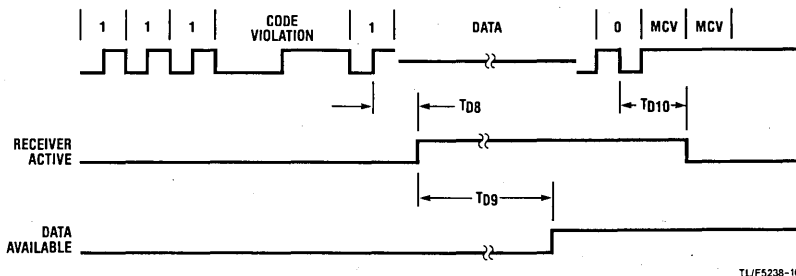 1 1 1 CODE VIOLATION 1 DATA 0 MCV MCV
TD8 TD10
RECEIVER ACTIVE
TD9
DATA AVAILABLE
TL/F5238-10